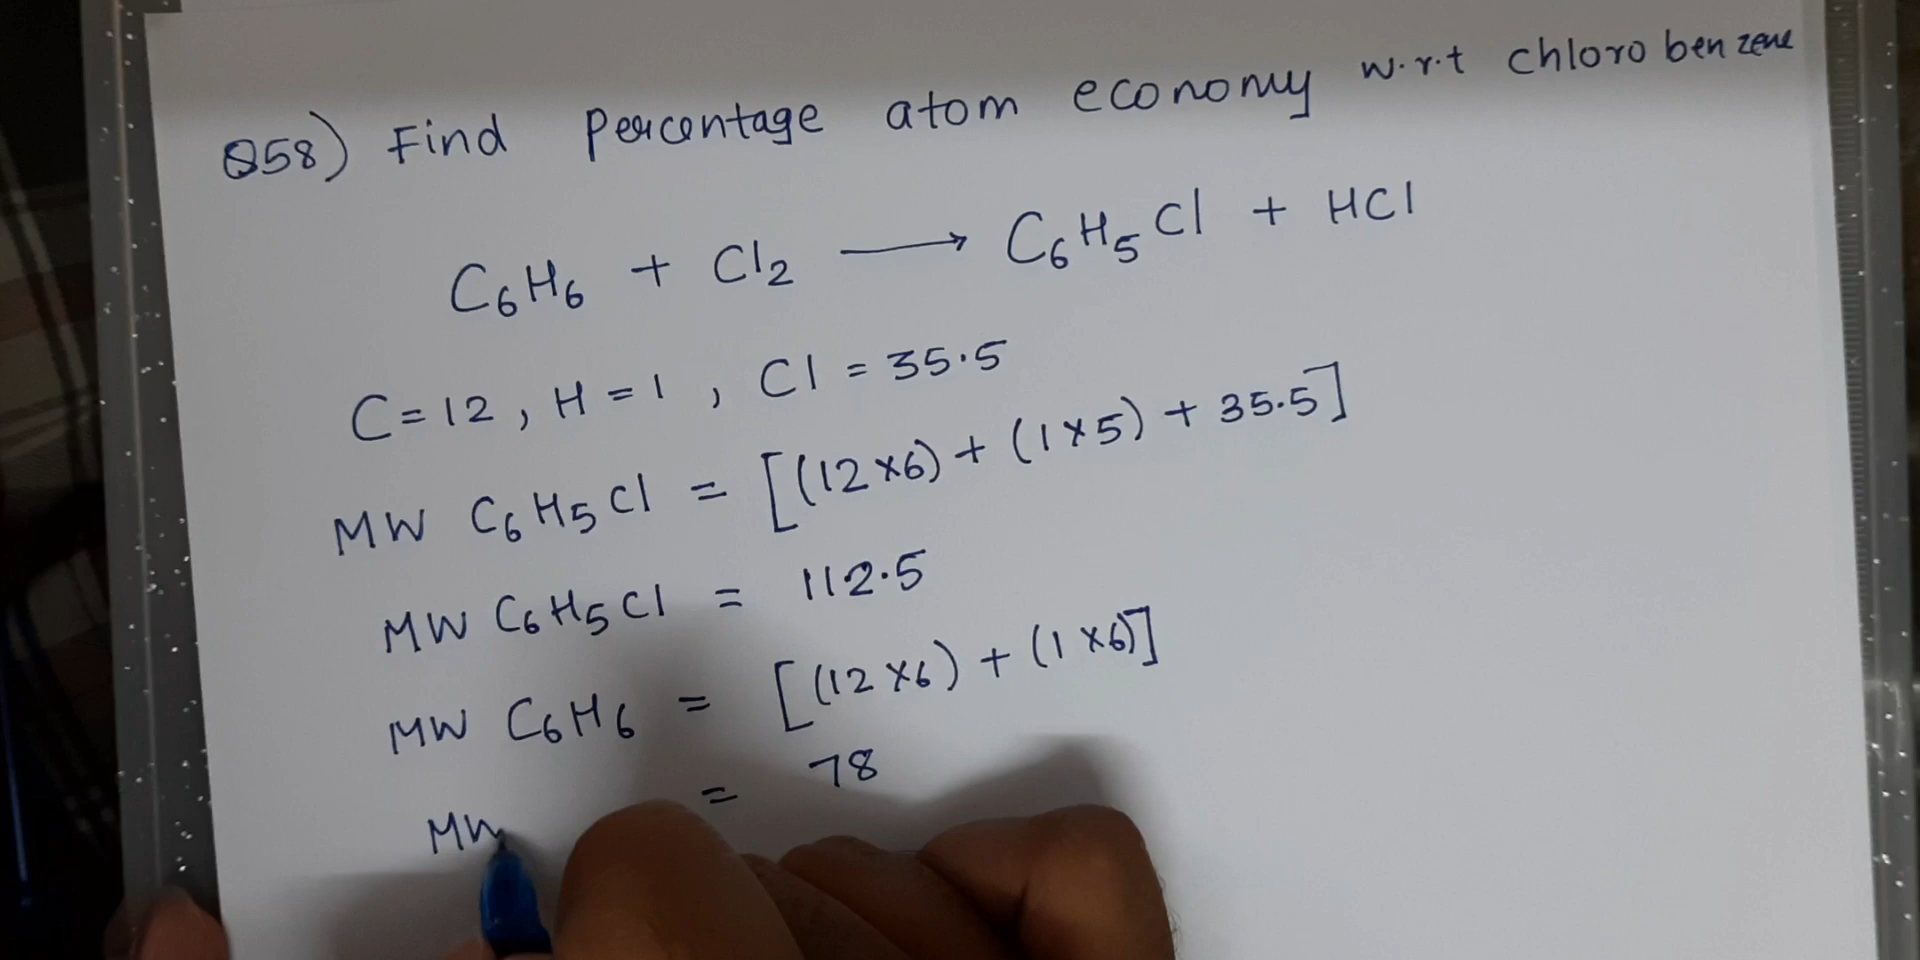 Q58) Find Percentage atom economy w.r.t chlorobenzene
C6H6 + Cl2 ⟶ C6H5Cl + HCl
C=12, H=1, Cl=35.5
MW C6H5Cl = [(12×6)+(1×5)+35.5]
MW C6H5Cl = 112.5
MW C6H6 = [(12×6)+(1×6)]
= 78
MW